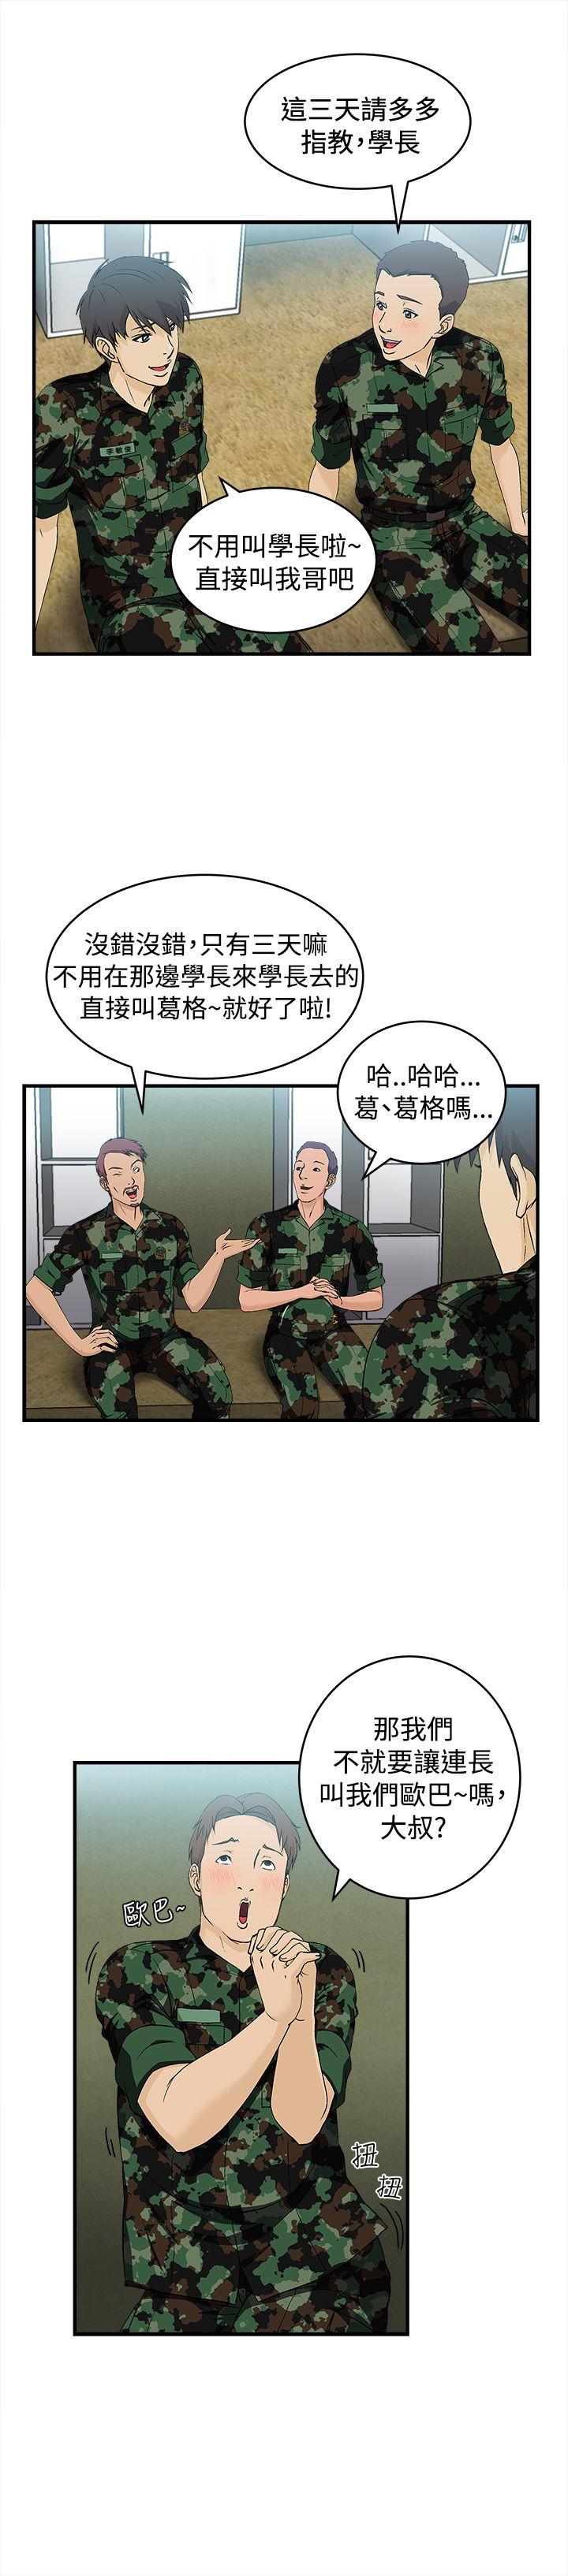 這三天請多多
指教，學長
李敏俊
不用叫學長啦~
直接叫我哥吧
沒錯沒錯，只有三天嘛
不用在那邊學長來學長去的
直接叫葛格~就好了啦!
哈..哈哈...
葛、葛格嗎...
那我們
不就要讓連長
叫我們歐巴~嗎，
大叔?
歐巴~
扭
扭